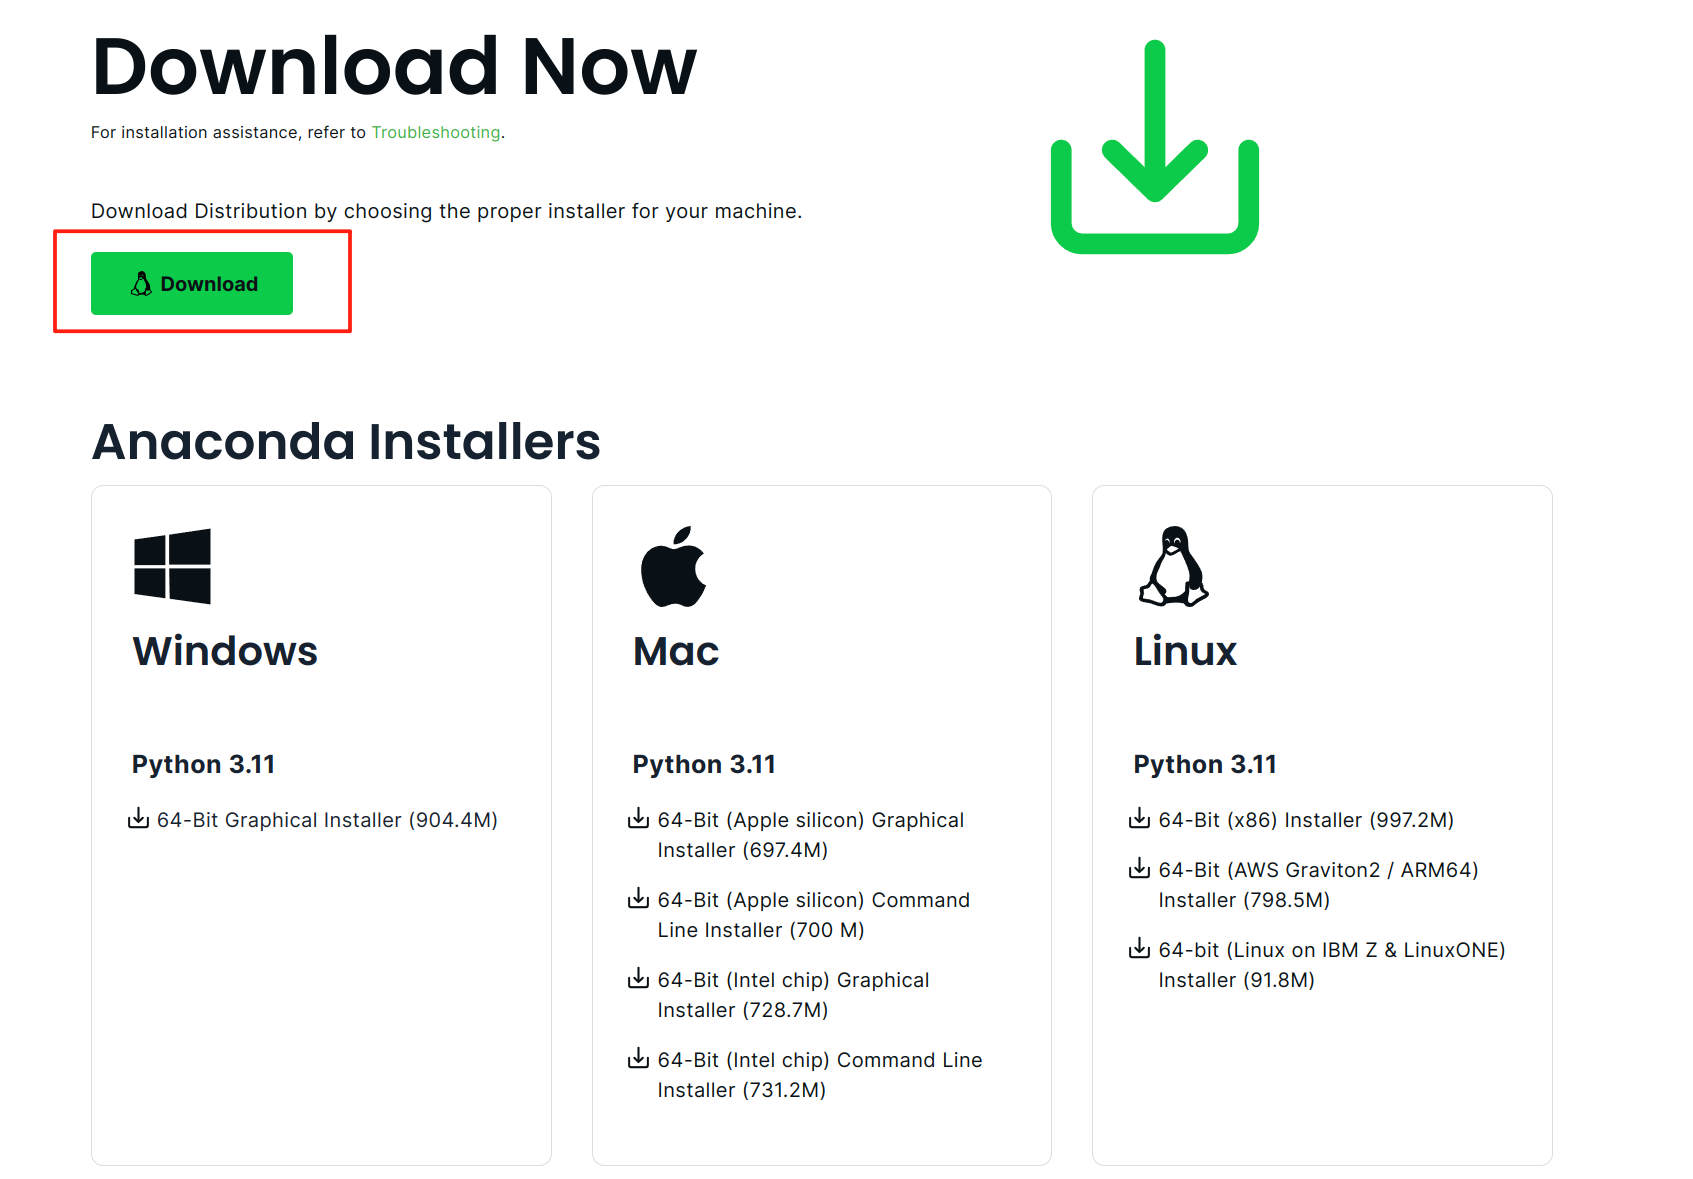 Download Now
For installation assistance, refer to Troubleshooting.
Download Distribution by choosing the proper installer for your machine.
Download
Anaconda Installers
Windows
Python 3.11
64-Bit Graphical Installer (904.4M)
Mac
Python 3.11
64-Bit (Apple silicon) Graphical
Installer (697.4M)
64-Bit (Apple silicon) Command
Line Installer (700 M)
64-Bit (Intel chip) Graphical
Installer (728.7M)
64-Bit (Intel chip) Command Line
Installer (731.2M)
Linux
Python 3.11
64-Bit (x86) Installer (997.2M)
64-Bit (AWS Graviton2 / ARM64)
Installer (798.5M)
64-bit (Linux on IBM Z & LinuxONE)
Installer (91.8M)